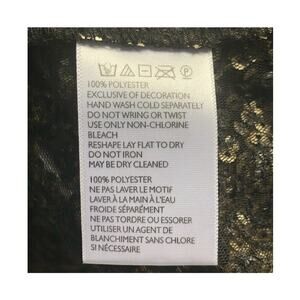 100% POLYESTER
EXCLUSIVE OF DECORATION
HAND WASH COLD SEPARATELY
DO NOT WRING OR TWIST
USE ONLY NON-CHLORINE
BLEACH
RESHAPE LAY FLAT TO DRY
DO NOT IRON
MAY BE DRY CLEANED
100% POLYESTER
NE PAS LAVER LE MOTIF
LAVER À LA MAIN À L'EAU
FROIDE SÉPARÉMENT
NE PAS TORDRE OU ESSORER
UTILISER UN AGENT DE
BLANCHIMENT SANS CHLORE
SI NÉCESSAIRE